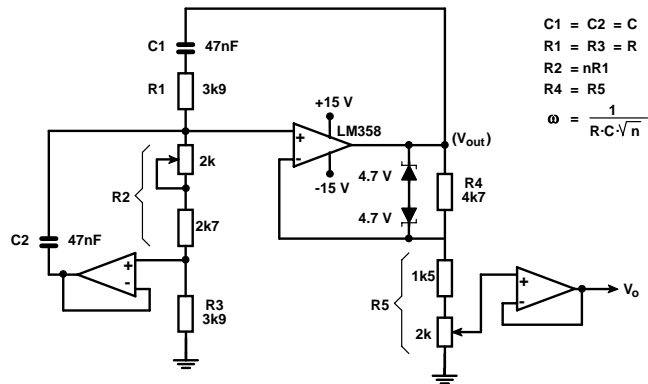 C1 47nF
R1 3k9
+15 V
LM358
-15 V
(Vout)
2k
R2
2k7
C2 47nF
R3
3k9
4.7 V
4.7 V
R4
4k7
1k5
R5
2k
Vo
+
-
+
-
+
-
C1 = C2 = C
R1 = R3 = R
R2 = nR1
R4 = R5
ω = 1 / R·C·√n